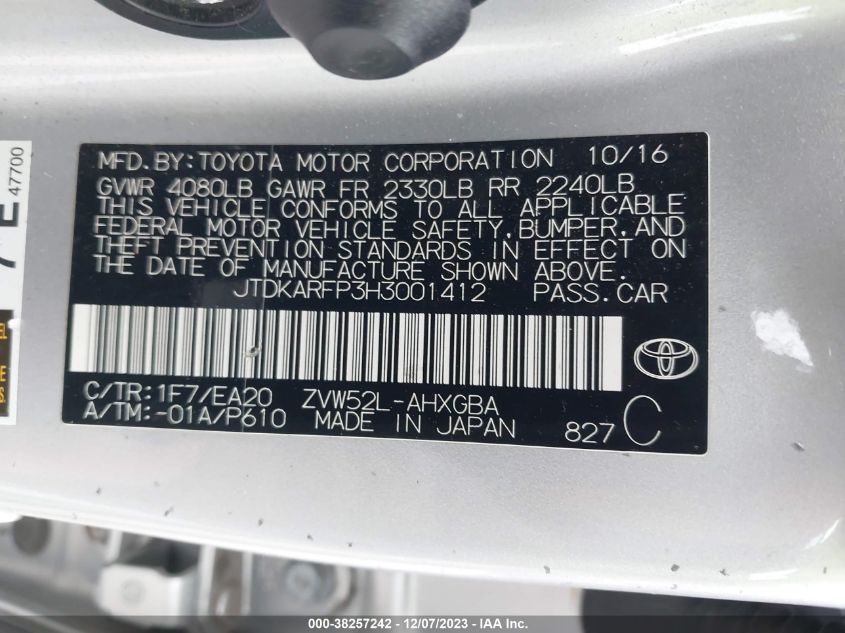 MFD.BY:TOYOTA MOTOR CORPORATION 10/16
GVWR 4080LB GAWR FR 2330LB RR 2240LB
THIS VEHICLE CONFORMS TO ALL APPLICABLE
FEDERAL MOTOR VEHICLE SAFETY,BUMPER,AND
THEFT PREVENTION STANDARDS IN EFFECT ON
THE DATE OF MANUFACTURE SHOWN ABOVE.
JTDKARFP3H3001412 PASS.CAR
C/TR:1F7/EA20 ZVW52L-AHXGBA
A/TM:-01A/P610 MADE IN JAPAN 827 C
47700
000-38257242 - 12/07/2023 - IAA Inc.